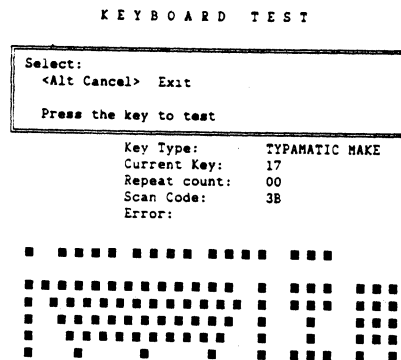 KEYBOARD TEST
Select:
<Alt Cancel> Exit
Press the key to test
Key Type: TYPAMATIC MAKE
Current Key: 17
Repeat count: 00
Scan Code: 3B
Error: